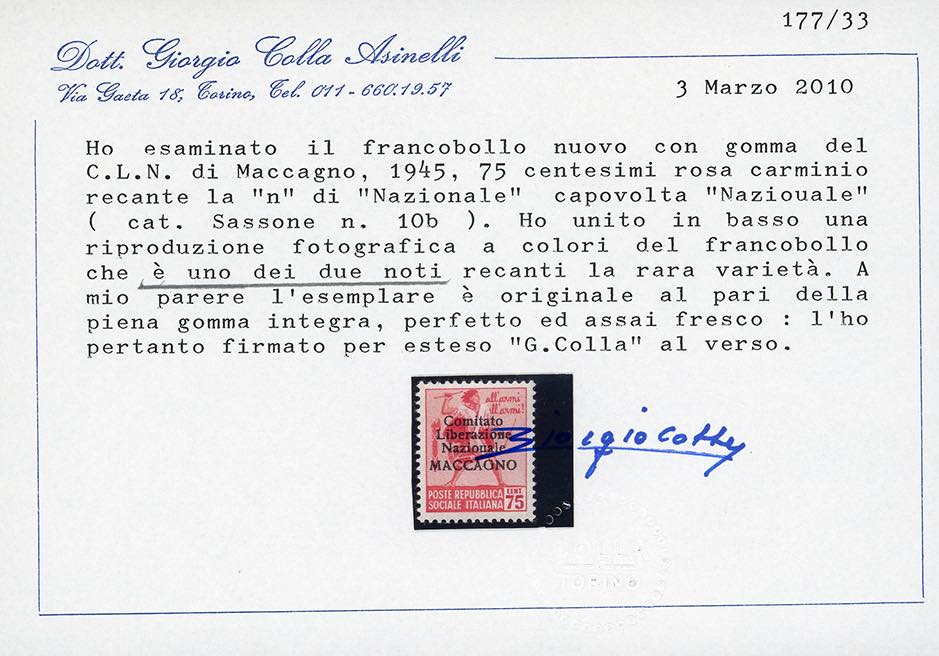 177/33
Dott. Giorgio Colla Asinelli
Via Gaeta 18, Torino, Tel. 011 - 660.19.57
3 Marzo 2010
Ho esaminato il francobollo nuovo con gomma del
C.L.N. di Maccagno, 1945, 75 centesimi rosa carminio
recante la "n" di "Nazionale" capovolta "Naziouale"
( cat. Sassone n. 10b ). Ho unito in basso una
riproduzione fotografica a colori del francobollo
che è uno dei due noti recanti la rara varietà. A
mio parere l'esemplare è originale al pari della
piena gomma integra, perfetto ed assai fresco : l'ho
pertanto firmato per esteso "G.Colla" al verso.
all'armi
all'armi!
Comitato
Liberazione
Naziouale
MACCAGNO
POSTE REPUBBLICA
SOCIALE ITALIANA
CENT.
75
Giorgio Colla
TORINO